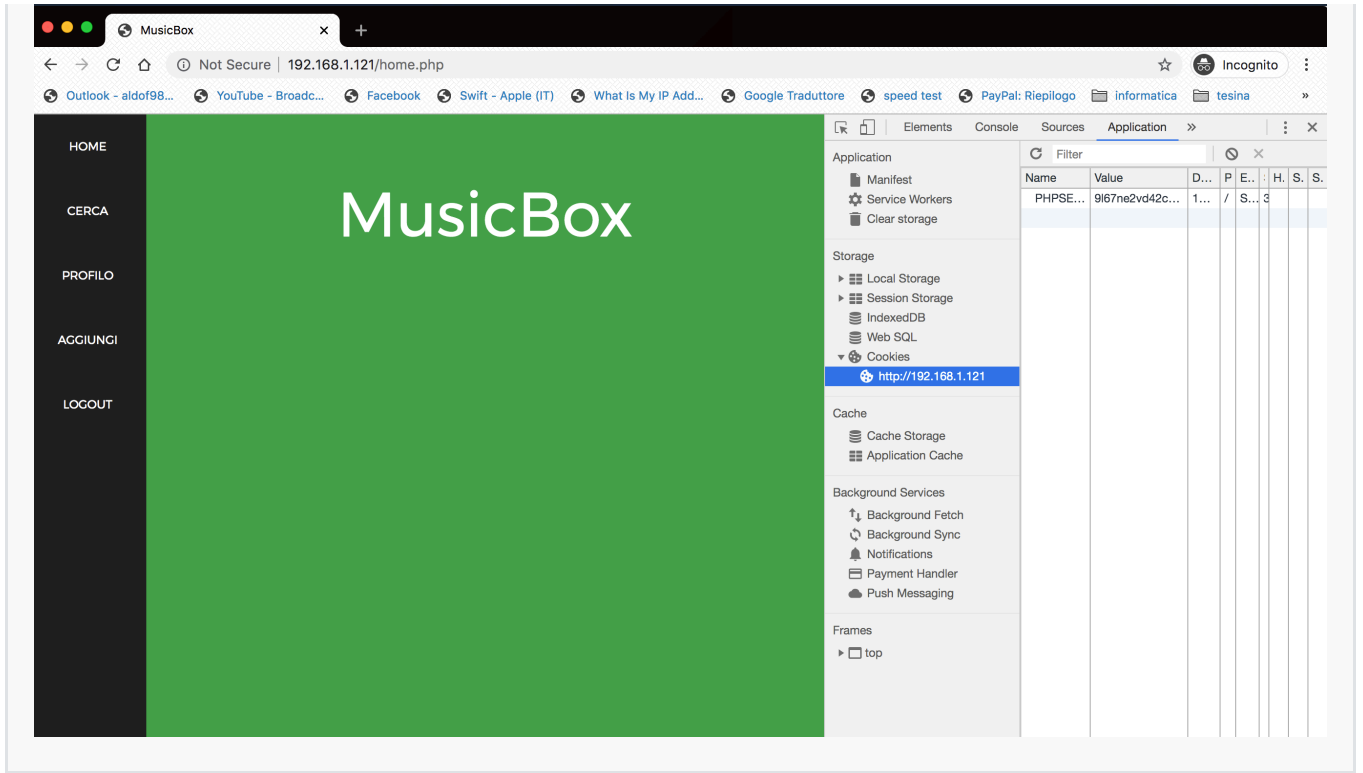 MusicBox
Not Secure | 192.168.1.121/home.php
Incognito
Outlook - aldof98... YouTube - Broadc... Facebook Swift - Apple (IT) What Is My IP Add... Google Traduttore speed test PayPal: Riepilogo informatica tesina »
HOME
CERCA
PROFILO
AGGIUNGI
LOGOUT
MusicBox
Elements Console Sources Application »
Application
Manifest
Service Workers
Clear storage
Storage
Local Storage
Session Storage
IndexedDB
Web SQL
Cookies
http://192.168.1.121
Cache
Cache Storage
Application Cache
Background Services
Background Fetch
Background Sync
Notifications
Payment Handler
Push Messaging
Frames
top
Filter
Name Value D... P E... H. S. S.
PHPSE... 9l67ne2vd42c... 1... / S... 3